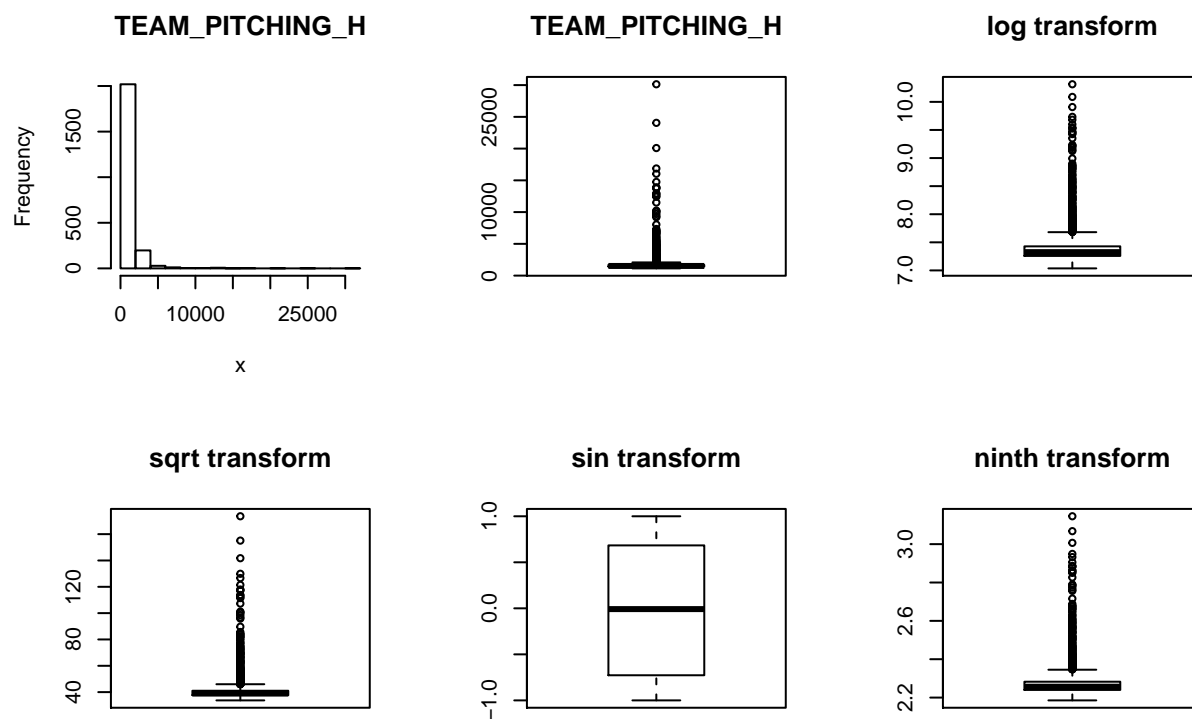 TEAM_PITCHING_H
Frequency
1500
500
0
0
10000
25000
x
TEAM_PITCHING_H
25000
10000
0
log transform
10.0
9.0
8.0
7.0
sqrt transform
120
80
40
sin transform
1.0
0.0
−1.0
ninth transform
3.0
2.6
2.2